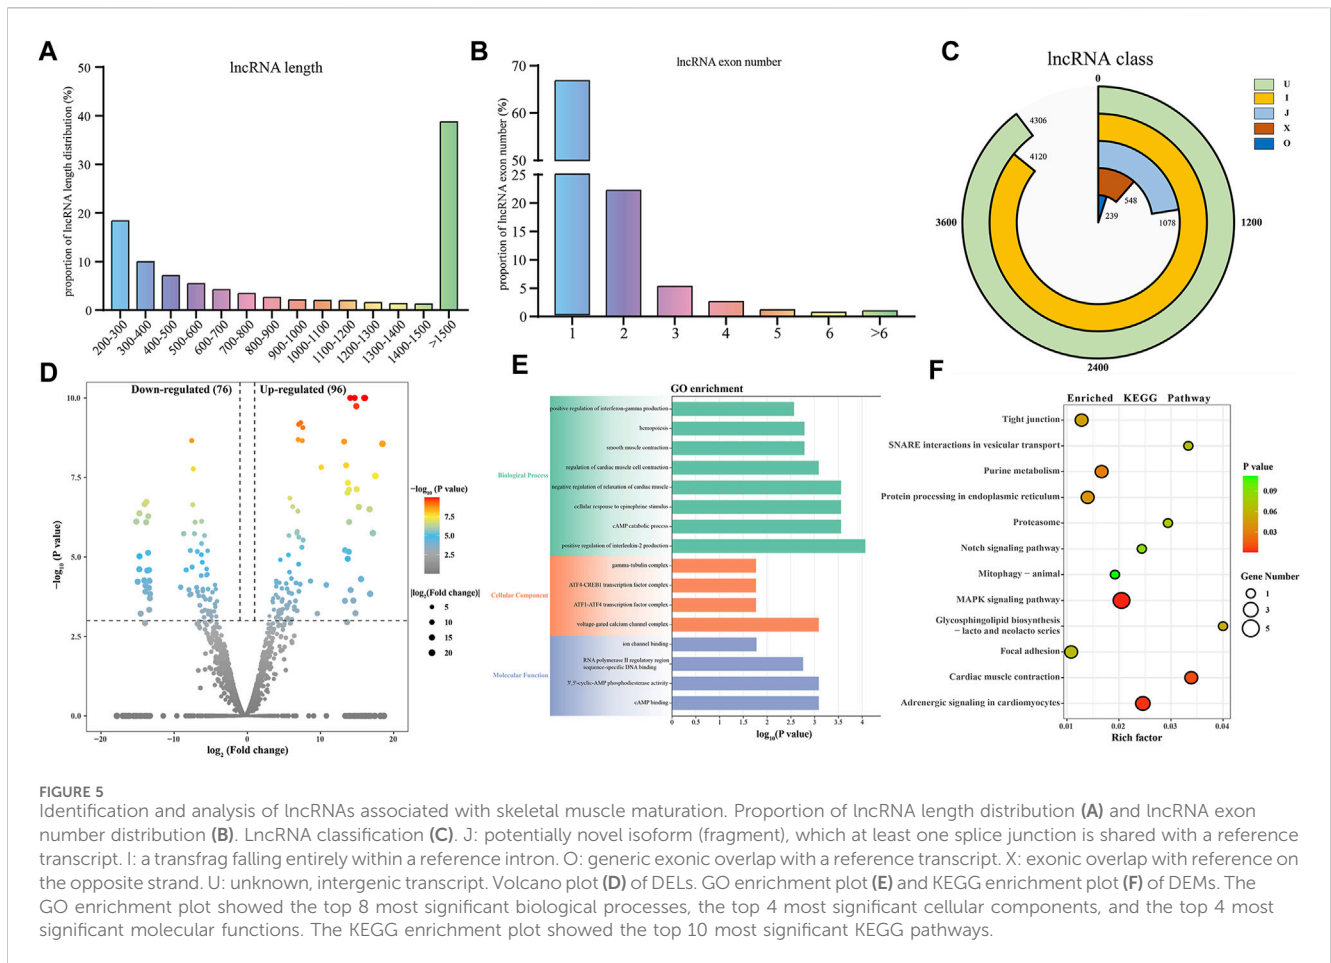 A
lncRNA length
proportion of lncRNA length distribution (%)
50
40
30
20
10
0
200-300
300-400
400-500
500-600
600-700
700-800
800-900
900-1000
1000-1100
1100-1200
1200-1300
1300-1400
1400-1500
>1500
B
lncRNA exon number
proportion of lncRNA exon number (%)
70
60
50
25
20
15
10
5
0
1
2
3
4
5
6
>6
C
lncRNA class
0
1200
2400
3600
4306
4120
548
239
1078
U
I
J
X
O
D
Down-regulated (76)
Up-regulated (96)
−log10 (P value)
10.0
7.5
5.0
2.5
0.0
−20
−10
0
10
20
log2 (Fold change)
−log10 (P value)
7.5
5.0
2.5
|log2(Fold change)|
5
10
15
20
E
GO enrichment
Biological Process
positive regulation of interferon-gamma production
hemopoiesis
smooth muscle contraction
regulation of cardiac muscle cell contraction
negative regulation of relaxation of cardiac muscle
cellular response to epinephrine stimulus
cAMP catabolic process
positive regulation of interleukin-2 production
Cellular Component
gamma-tubulin complex
ATF4-CREB1 transcription factor complex
ATF1-ATF4 transcription factor complex
voltage-gated calcium channel complex
Molecular Function
ion channel binding
RNA polymerase II regulatory region
sequence-specific DNA binding
3',5'-cyclic-AMP phosphodiesterase activity
cAMP binding
0
0.5
1
1.5
2
2.5
3
3.5
4
log10(P value)
F
Enriched KEGG Pathway
Tight junction
SNARE interactions in vesicular transport
Purine metabolism
Protein processing in endoplasmic reticulum
Proteasome
Notch signaling pathway
Mitophagy − animal
MAPK signaling pathway
Glycosphingolipid biosynthesis
− lacto and neolacto series
Focal adhesion
Cardiac muscle contraction
Adrenergic signaling in cardiomyocytes
0.01
0.02
0.03
0.04
Rich factor
P value
0.09
0.06
0.03
Gene Number
1
3
5
FIGURE 5
Identification and analysis of lncRNAs associated with skeletal muscle maturation. Proportion of lncRNA length distribution (A) and lncRNA exon
number distribution (B). LncRNA classification (C). J: potentially novel isoform (fragment), which at least one splice junction is shared with a reference
transcript. I: a transfrag falling entirely within a reference intron. O: generic exonic overlap with a reference transcript. X: exonic overlap with reference on
the opposite strand. U: unknown, intergenic transcript. Volcano plot (D) of DELs. GO enrichment plot (E) and KEGG enrichment plot (F) of DEMs. The
GO enrichment plot showed the top 8 most significant biological processes, the top 4 most significant cellular components, and the top 4 most
significant molecular functions. The KEGG enrichment plot showed the top 10 most significant KEGG pathways.